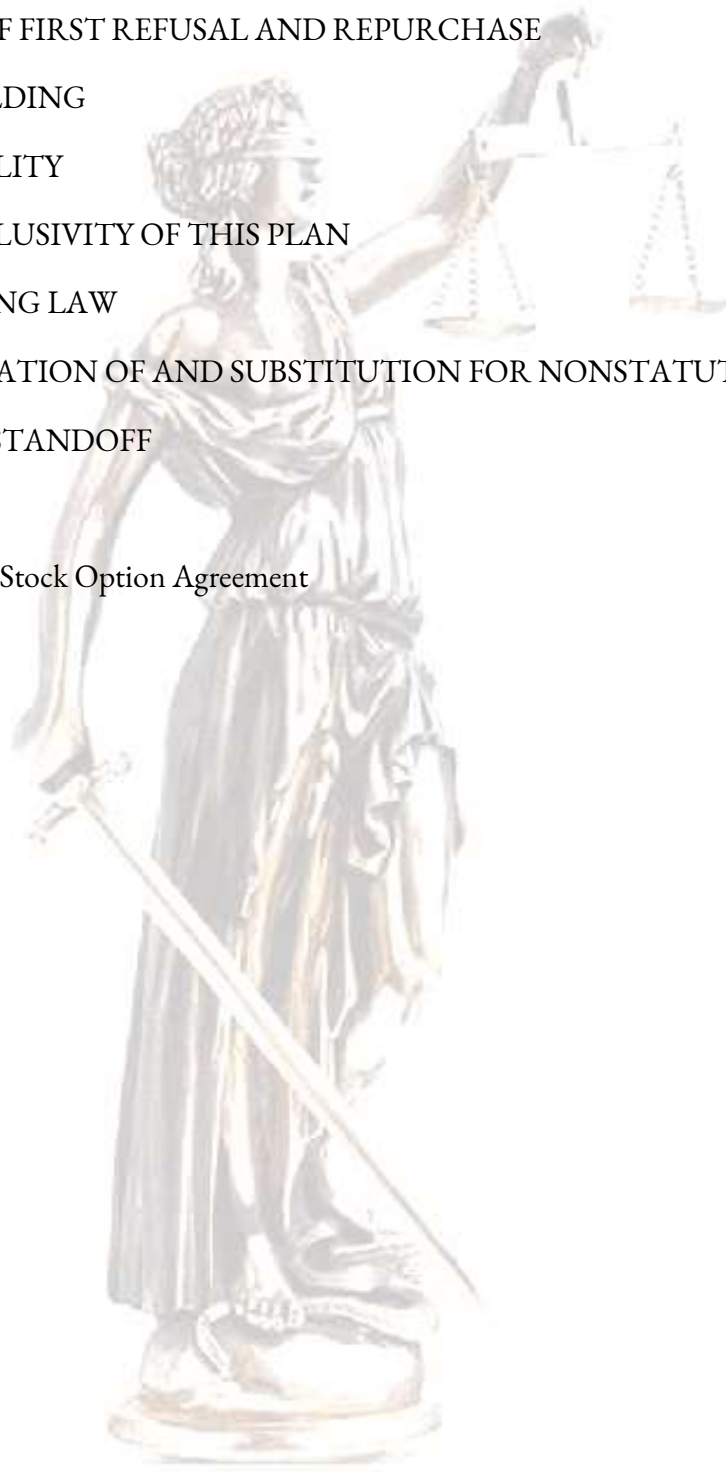 F FIRST REFUSAL AND REPURCHASE
LDING
LITY
LUSIVITY OF THIS PLAN
NG LAW
ATION OF AND SUBSTITUTION FOR NONSTATUT
STANDOFF
Stock Option Agreement